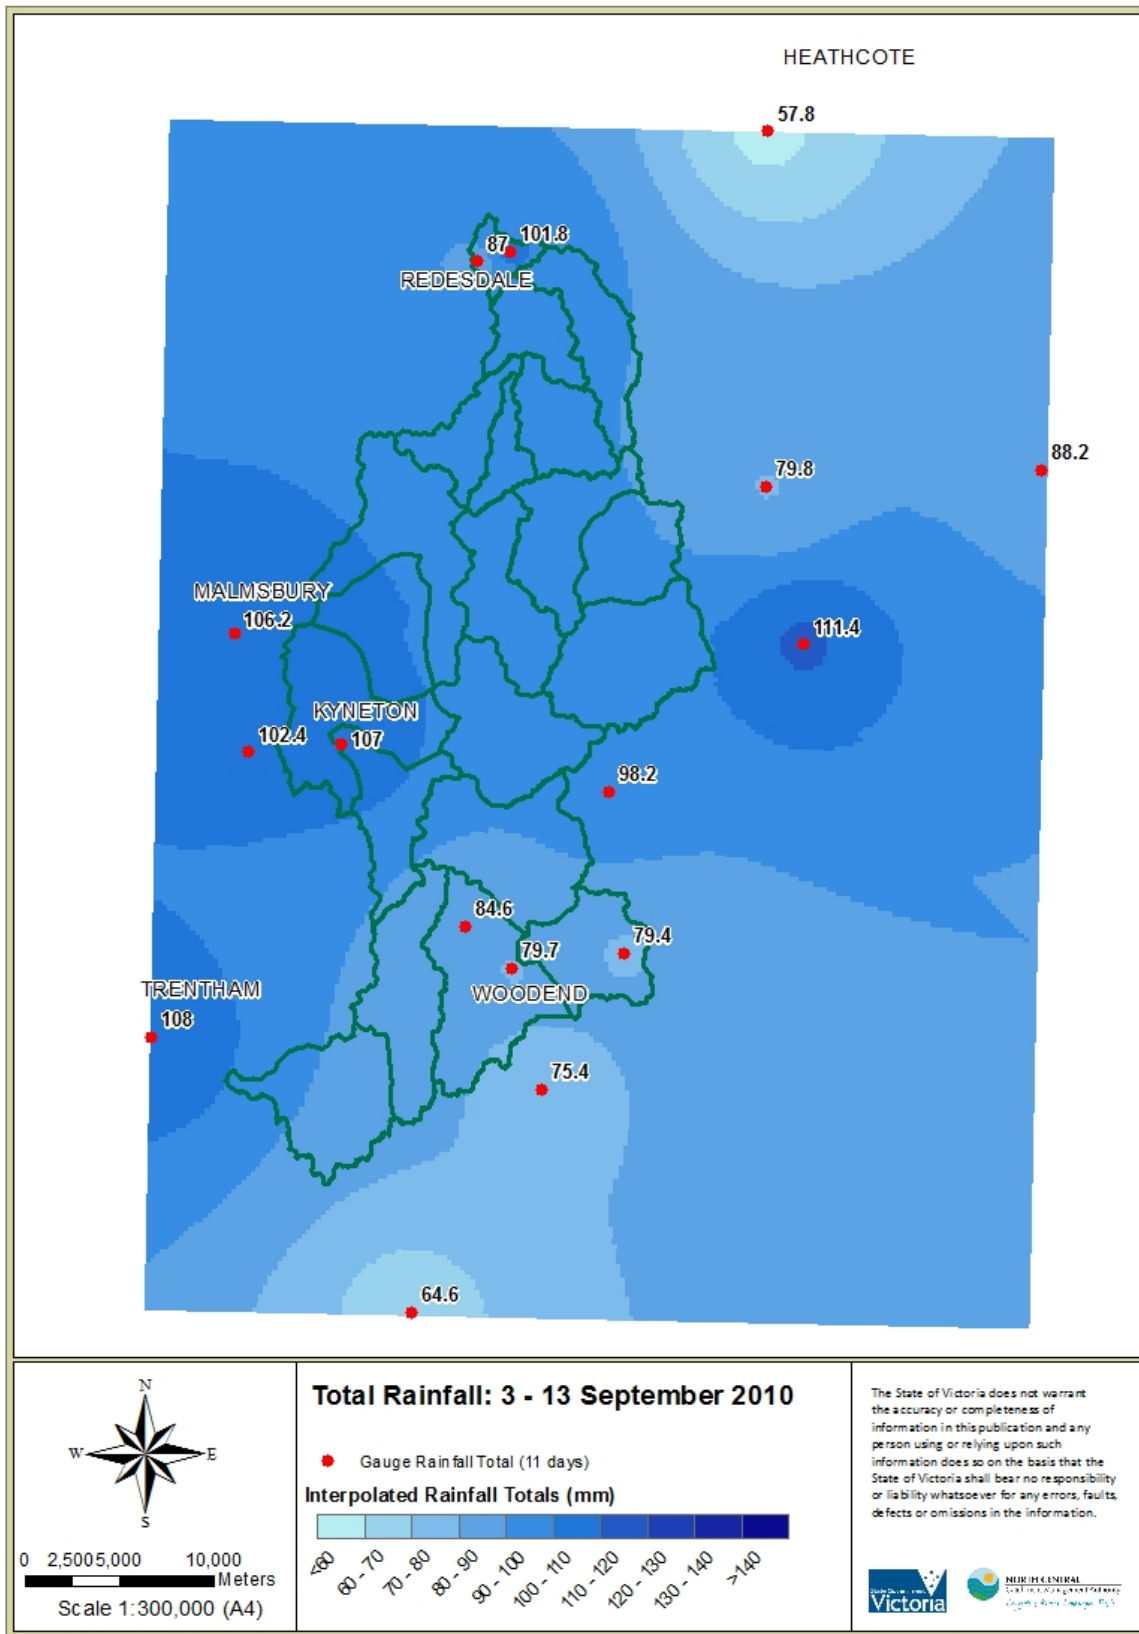 HEATHCOTE
57.8
101.8
87
REDESDALE
88.2
79.8
MALMSBURY
106.2
111.4
KYNETON
102.4
107
98.2
84.6
79.4
79.7
WOODEND
TRENTHAM
108
75.4
64.6
N
W E
S
0 2,500 5,000 10,000
Meters
Scale 1:300,000 (A4)
Total Rainfall: 3 - 13 September 2010
Gauge Rainfall Total (11 days)
Interpolated Rainfall Totals (mm)
<60 60 - 70 70 - 80 80 - 90 90 - 100 100 - 110 110 - 120 120 - 130 130 - 140 >140
The State of Victoria does not warrant
the accuracy or completeness of
information in this publication and any
person using or relying upon such
information does so on the basis that the
State of Victoria shall bear no responsibility
or liability whatsoever for any errors, faults,
defects or omissions in the information.
State Government
Victoria
NORTH CENTRAL
Catchment Management Authority